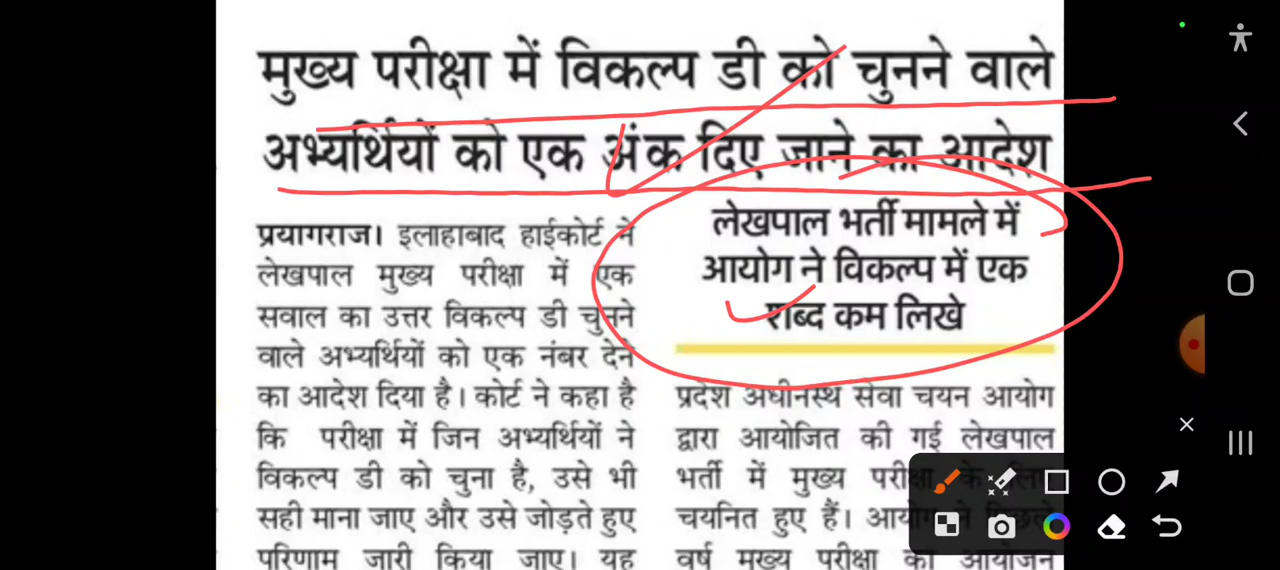 मुख्य परीक्षा में विकल्प डी को चुनने वाले
अभ्यर्थियों को एक अंक दिए जाने का आदेश
प्रयागराज। इलाहाबाद हाईकोर्ट ने
लेखपाल मुख्य परीक्षा में एक
सवाल का उत्तर विकल्प डी चुनने
वाले अभ्यर्थियों को एक नंबर देने
का आदेश दिया है। कोर्ट ने कहा है
कि परीक्षा में जिन अभ्यर्थियों ने
विकल्प डी को चुना है, उसे भी
सही माना जाए और उसे जोड़ते हुए
परिणाम जारी किया जाए। यह
लेखपाल भर्ती मामले में
आयोग ने विकल्प में एक
शब्द कम लिखे
प्रदेश अधीनस्थ सेवा चयन आयोग
द्वारा आयोजित की गई लेखपाल
भर्ती में मुख्य परीक्षा के लिए
चयनित हुए हैं। आयोग ने पिछले
वर्ष मुख्य परीक्षा का आयोजन